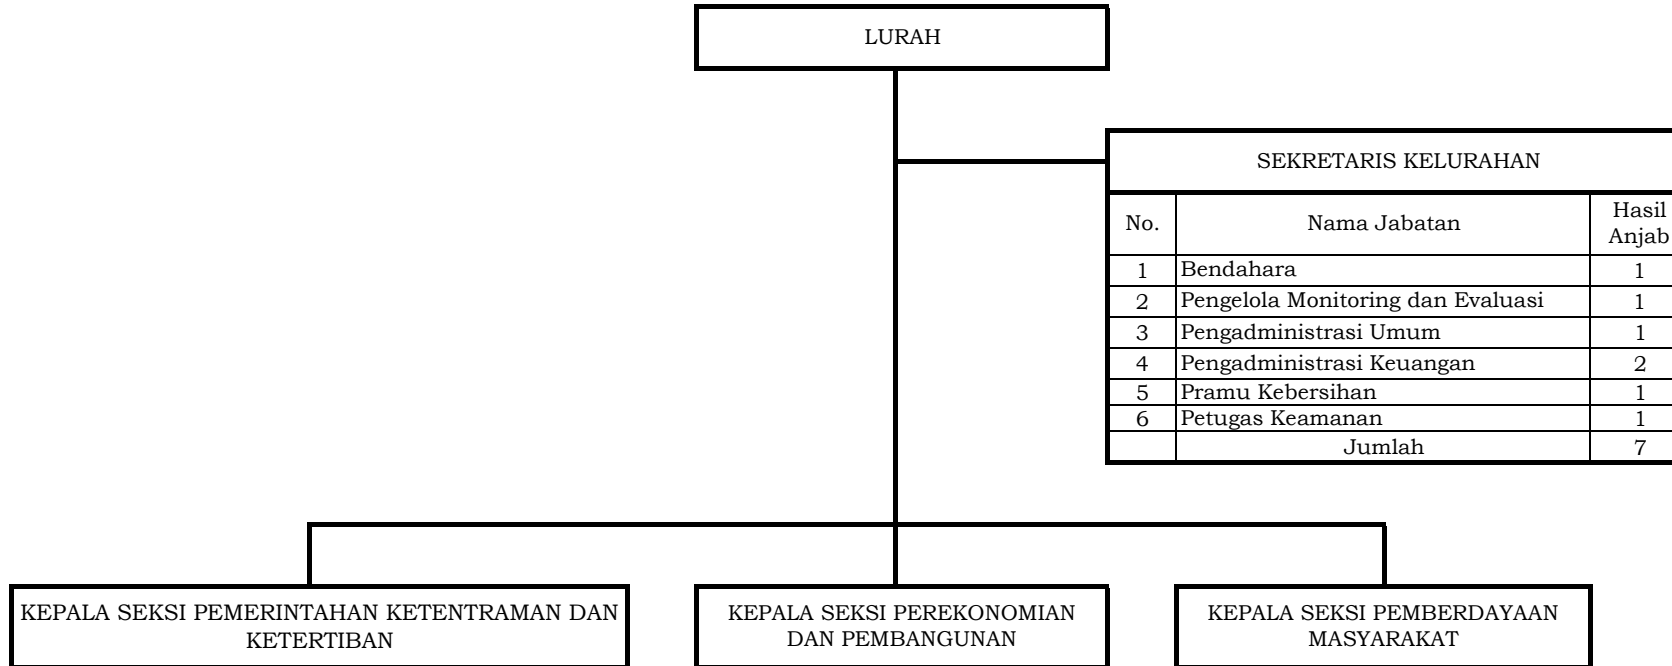 LURAH
SEKRETARIS KELURAHAN
No. Nama Jabatan Hasil Anjab
1 Bendahara 1
2 Pengelola Monitoring dan Evaluasi 1
3 Pengadministrasi Umum 1
4 Pengadministrasi Keuangan 2
5 Pramu Kebersihan 1
6 Petugas Keamanan 1
Jumlah 7
KEPALA SEKSI PEMERINTAHAN KETENTRAMAN DAN
KETERTIBAN
KEPALA SEKSI PEREKONOMIAN
DAN PEMBANGUNAN
KEPALA SEKSI PEMBERDAYAAN
MASYARAKAT